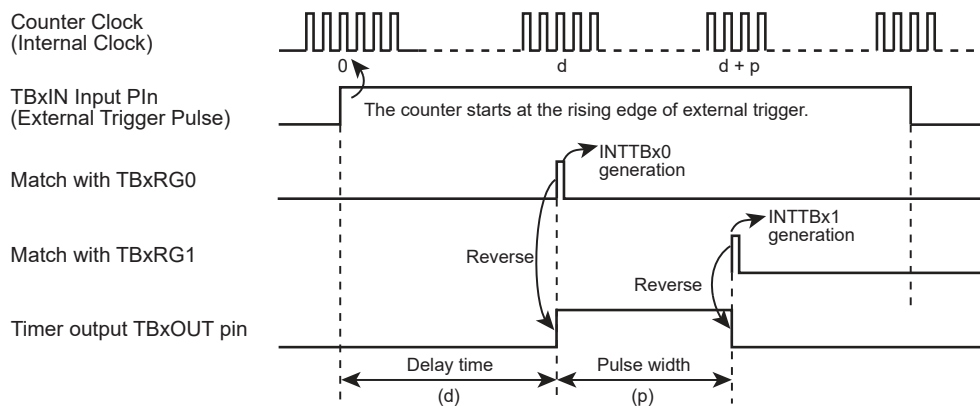 Counter Clock
(Internal Clock)
0
d
d + p
TBxIN Input PIn
(External Trigger Pulse)
The counter starts at the rising edge of external trigger.
INTTBx0
generation
Match with TBxRG0
INTTBx1
generation
Match with TBxRG1
Reverse
Reverse
Timer output TBxOUT pin
Delay time
Pulse width
(d)
(p)